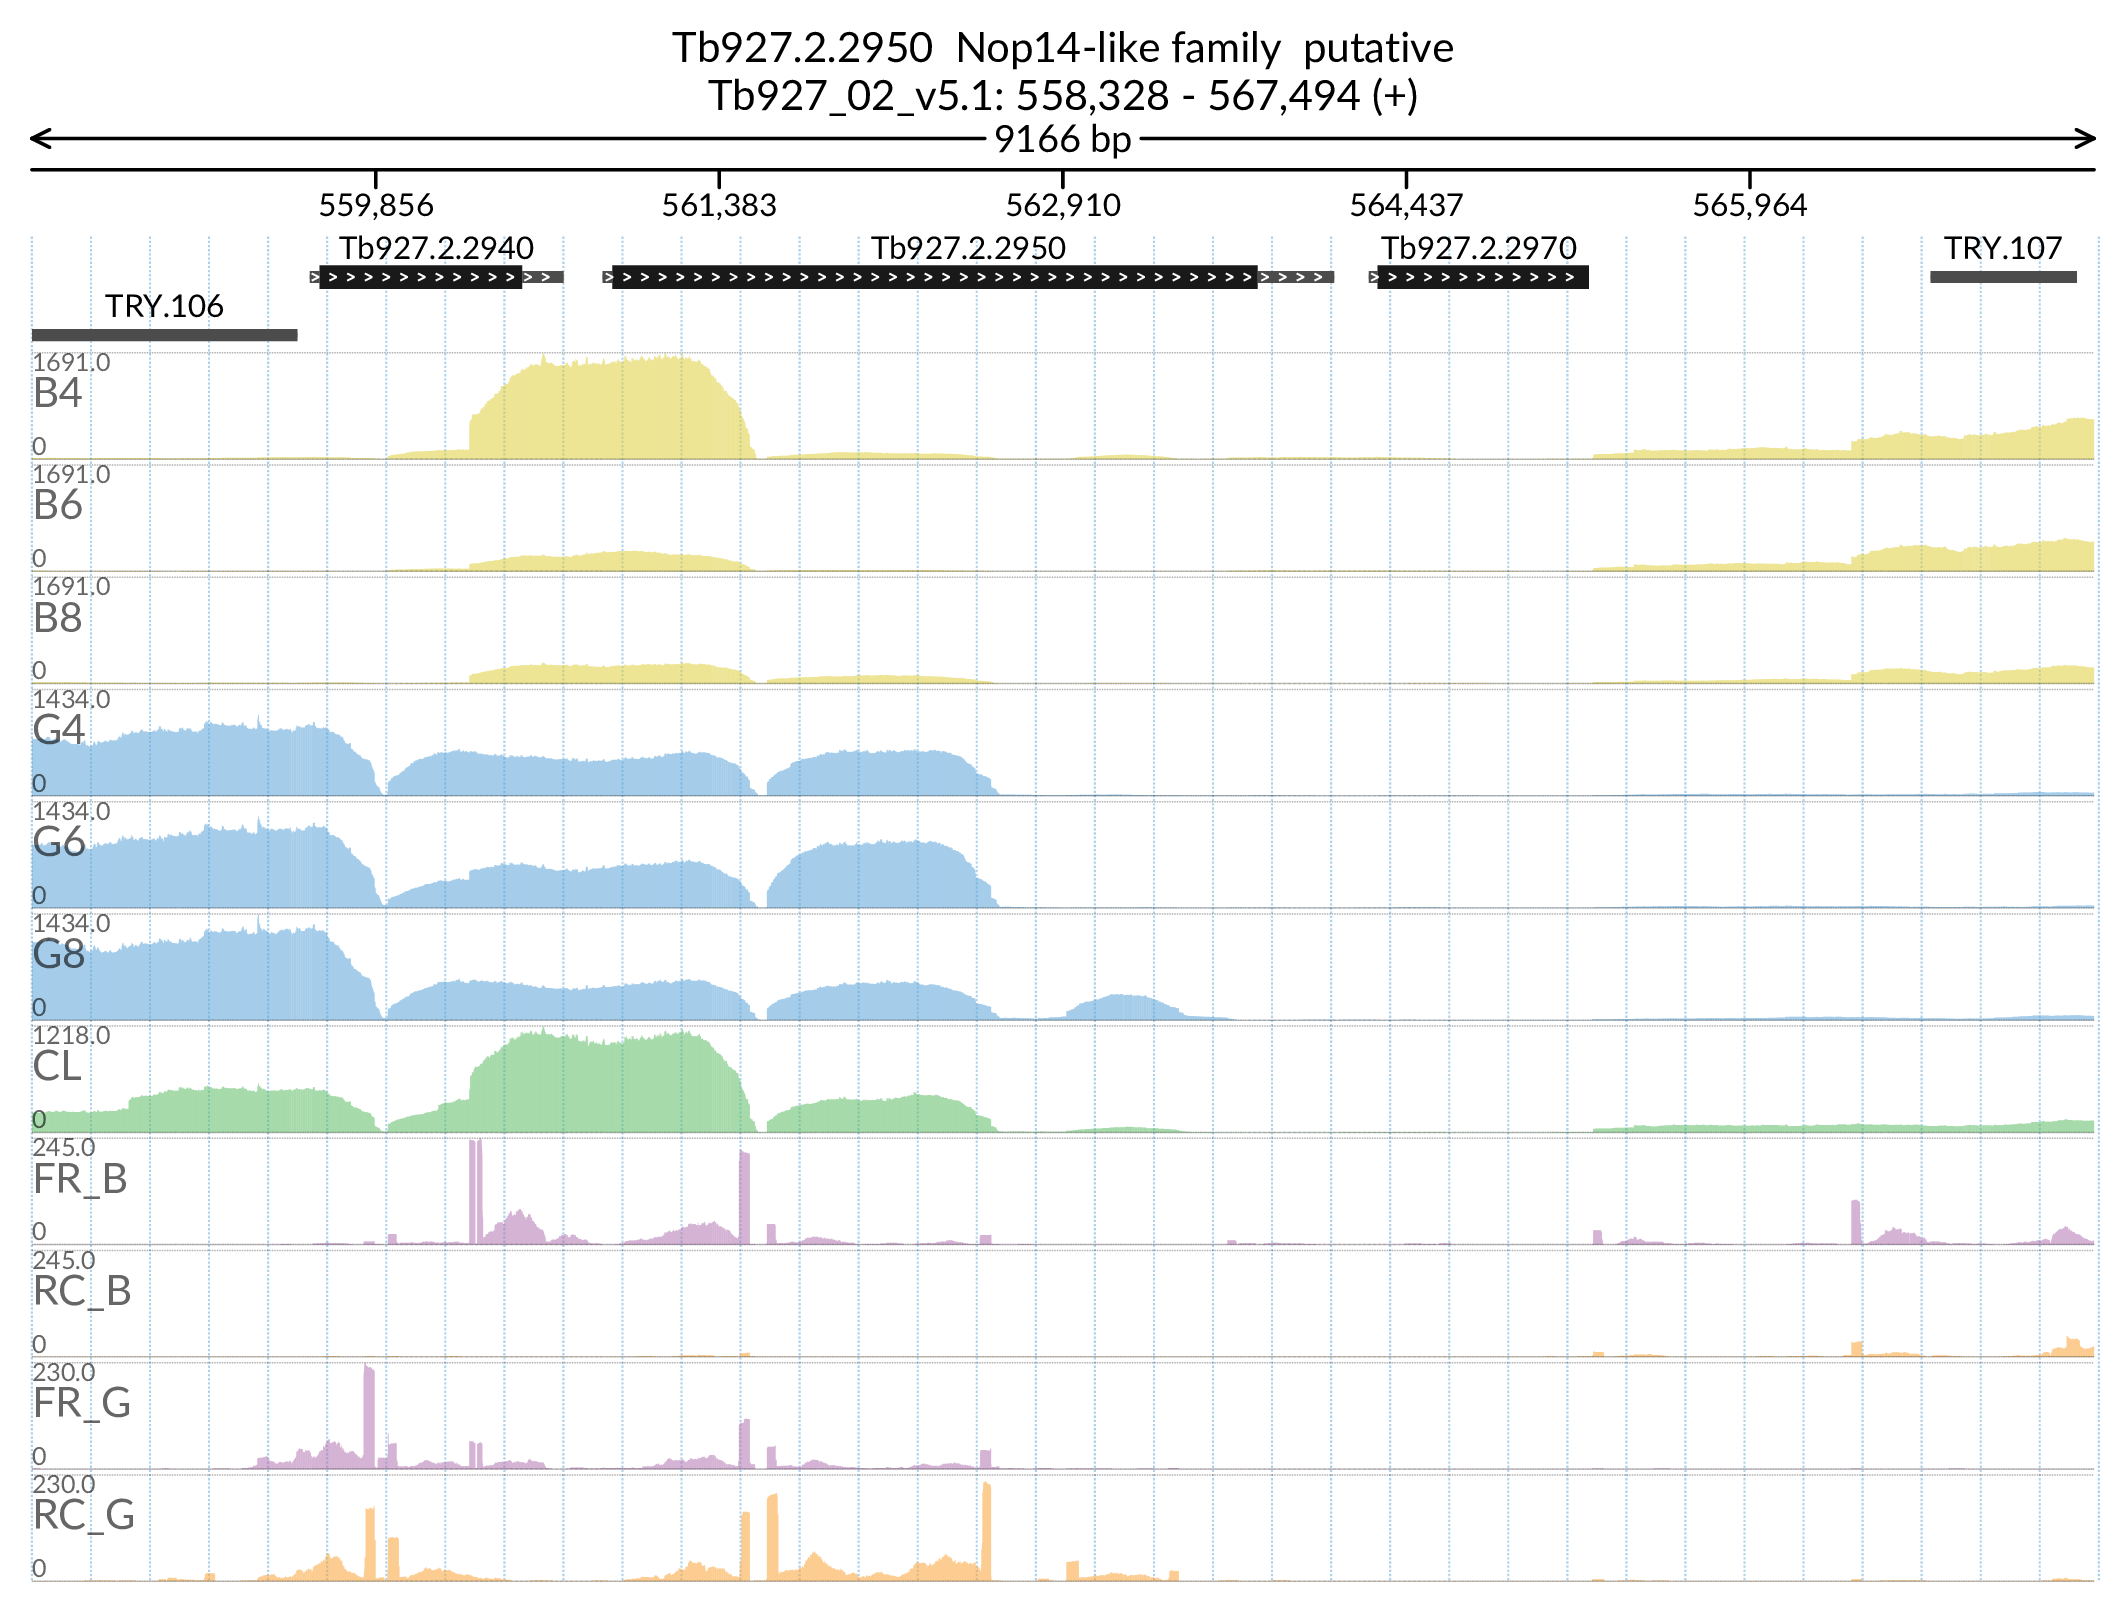 Tb927.2.2950  Nop14-like family  putative
Tb927_02_v5.1: 558,328 - 567,494 (+)
9166 bp
559,856 561,383 562,910 564,437 565,964
Tb927.2.2940 Tb927.2.2950 Tb927.2.2970 TRY.107
TRY.106
1691.0
B4
0
1691.0
B6
0
1691.0
B8
0
1434.0
G4
0
1434.0
G6
0
1434.0
G8
0
1218.0
CL
0
245.0
FR_B
0
245.0
RC_B
0
230.0
FR_G
0
230.0
RC_G
0